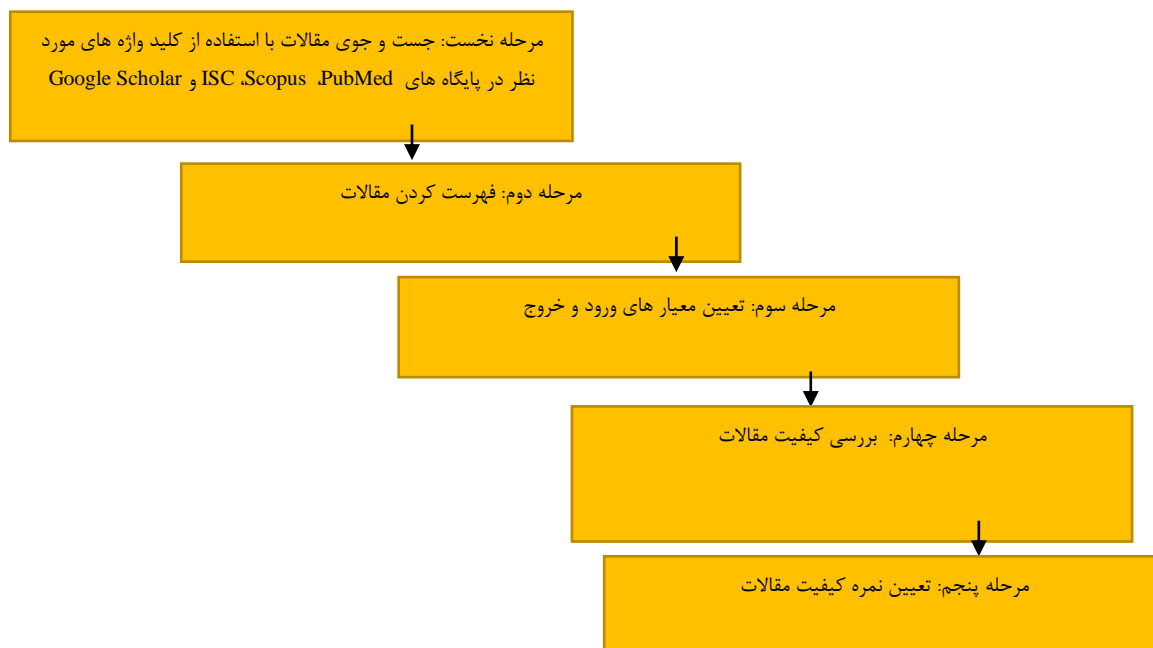 مرحله نخست: جست و جوی مقالات با استفاده از کلید واژه های مورد
نظر در پایگاه های PubMed، Scopus، ISC و Google Scholar
مرحله دوم: فهرست کردن مقالات
مرحله سوم: تعیین معیار های ورود و خروج
مرحله چهارم: بررسی کیفیت مقالات
مرحله پنجم: تعیین نمره کیفیت مقالات